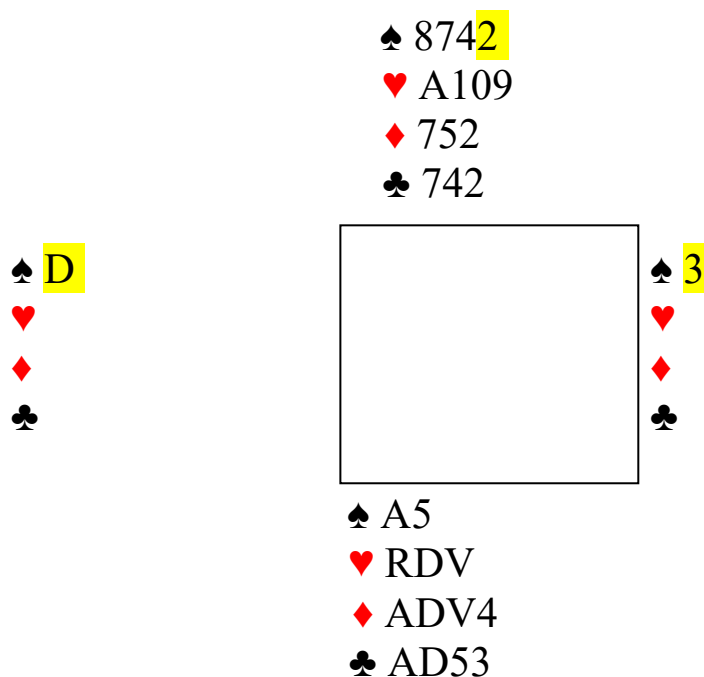 ♠ 8742
♥ A109
♦ 752
♣ 742
♠ D
♥
♦
♣
♠ 3
♥
♦
♣
♠ A5
♥ RDV
♦ ADV4
♣ AD53